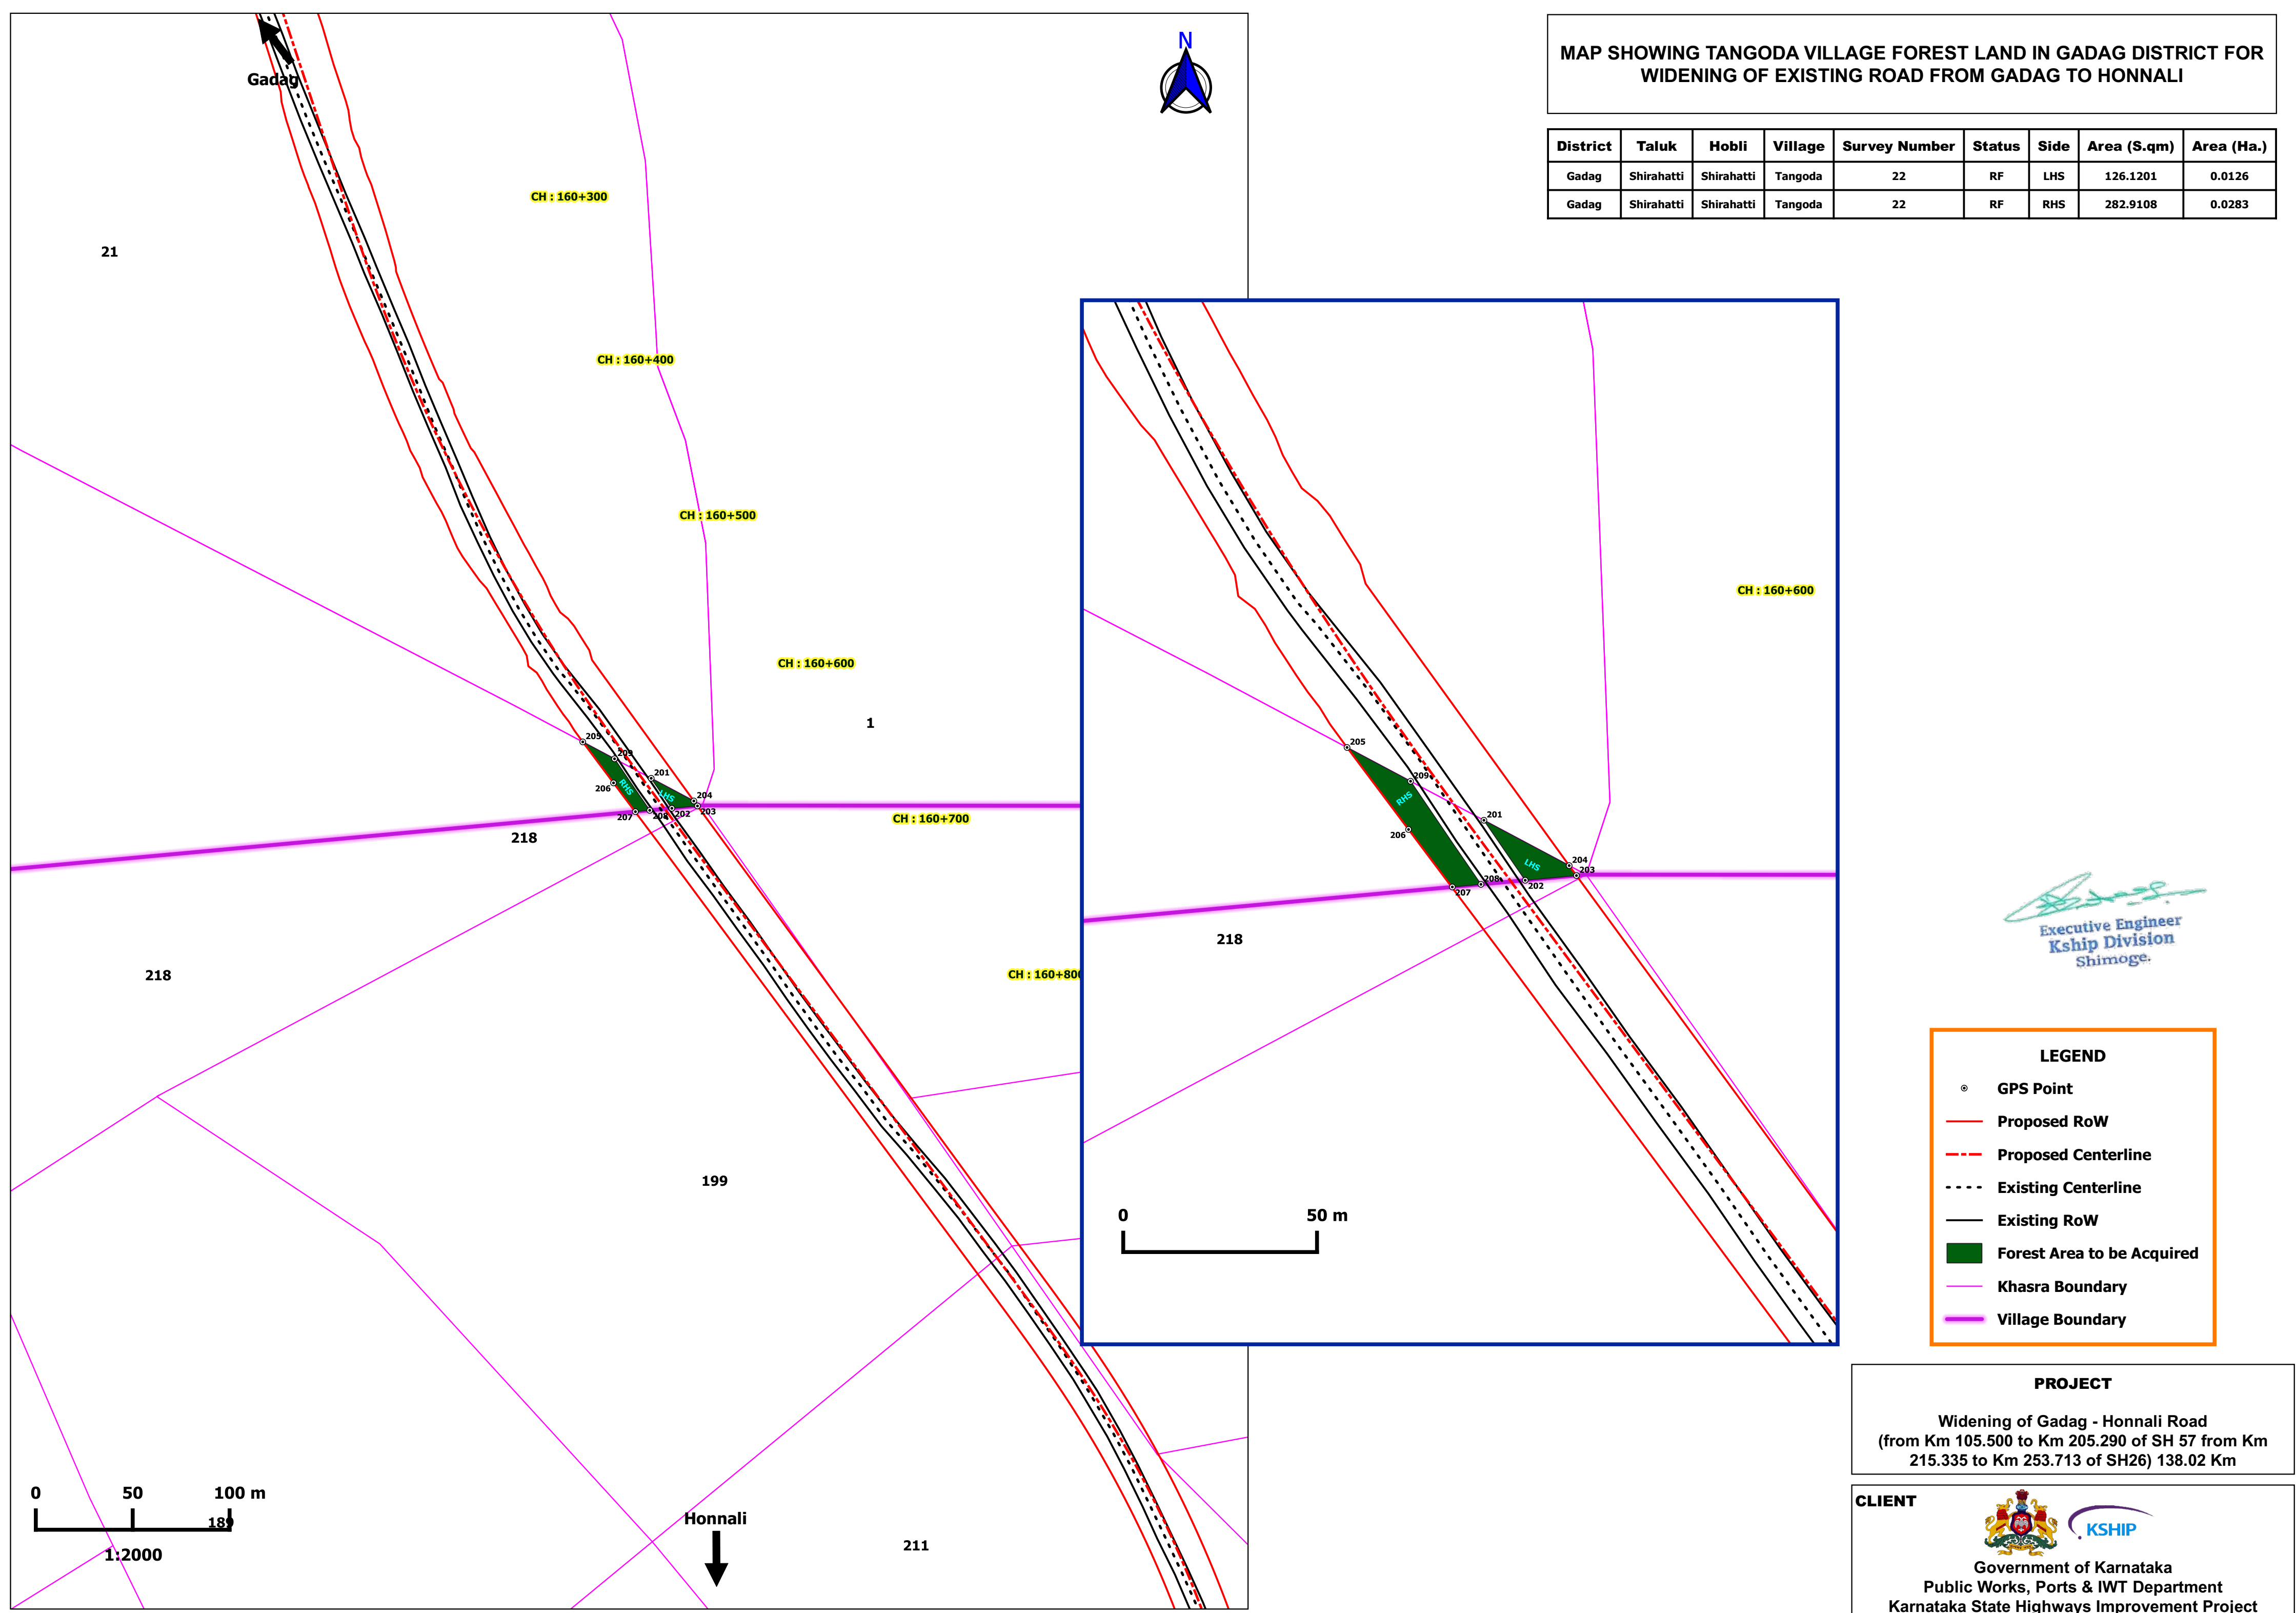 MAP SHOWING TANGODA VILLAGE FOREST LAND IN GADAG DISTRICT FOR
WIDENING OF EXISTING ROAD FROM GADAG TO HONNALI
District Taluk Hobli Village Survey Number Status Side Area (S.qm) Area (Ha.)
Gadag Shirahatti Shirahatti Tangoda 22 RF LHS 126.1201 0.0126
Gadag Shirahatti Shirahatti Tangoda 22 RF RHS 282.9108 0.0283
N
Gadag
CH : 160+300
21
CH : 160+400
CH : 160+500
CH : 160+600
1
205
209
201
206
RHS
LHS
204
207
208
202
203
CH : 160+700
218
218
CH : 160+800
199
0 50 100 m
189
1:2000
Honnali
211
CH : 160+600
205
209
RHS
201
206
LHS
204
203
207
208
202
218
0 50 m
Executive Engineer
Kship Division
Shimoge.
LEGEND
GPS Point
Proposed RoW
Proposed Centerline
Existing Centerline
Existing RoW
Forest Area to be Acquired
Khasra Boundary
Village Boundary
PROJECT
Widening of Gadag - Honnali Road
(from Km 105.500 to Km 205.290 of SH 57 from Km
215.335 to Km 253.713 of SH26) 138.02 Km
CLIENT
KSHIP
Government of Karnataka
Public Works, Ports & IWT Department
Karnataka State Highways Improvement Project